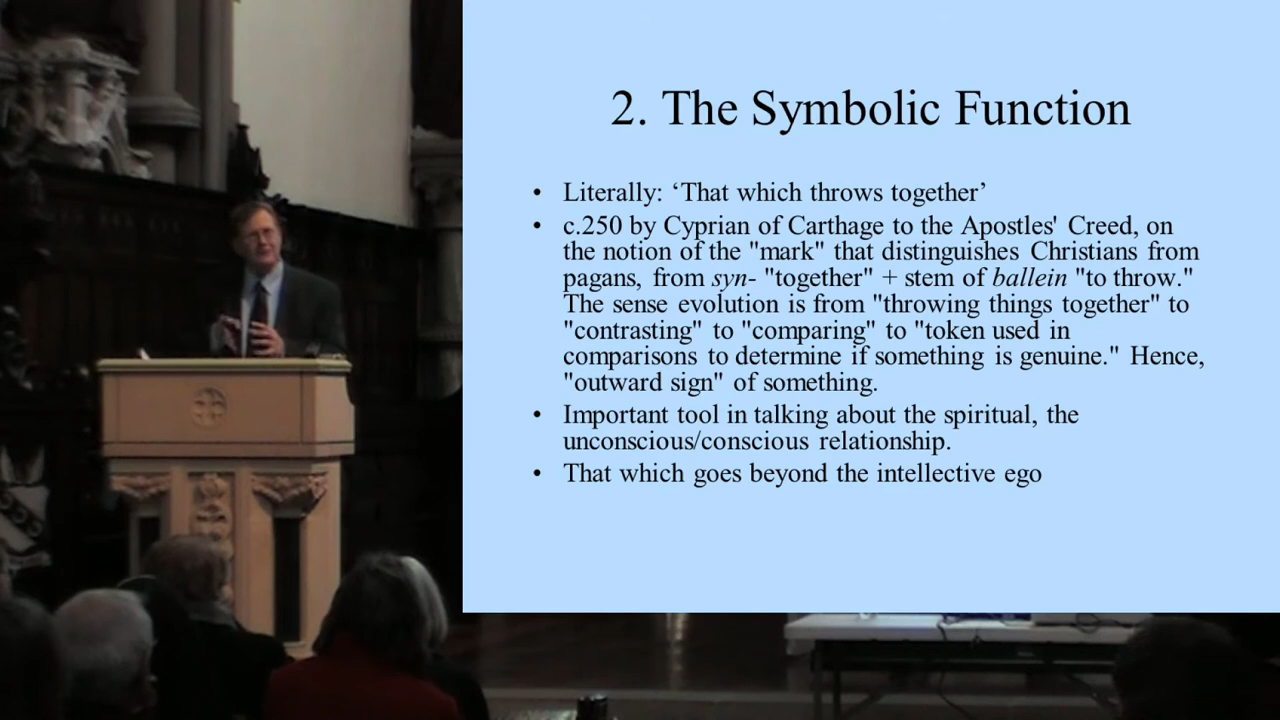 2. The Symbolic Function
• Literally: ‘That which throws together’
• c.250 by Cyprian of Carthage to the Apostles' Creed, on
the notion of the "mark" that distinguishes Christians from
pagans, from syn- "together" + stem of ballein "to throw."
The sense evolution is from "throwing things together" to
"contrasting" to "comparing" to "token used in
comparisons to determine if something is genuine." Hence,
"outward sign" of something.
• Important tool in talking about the spiritual, the
unconscious/conscious relationship.
• That which goes beyond the intellective ego